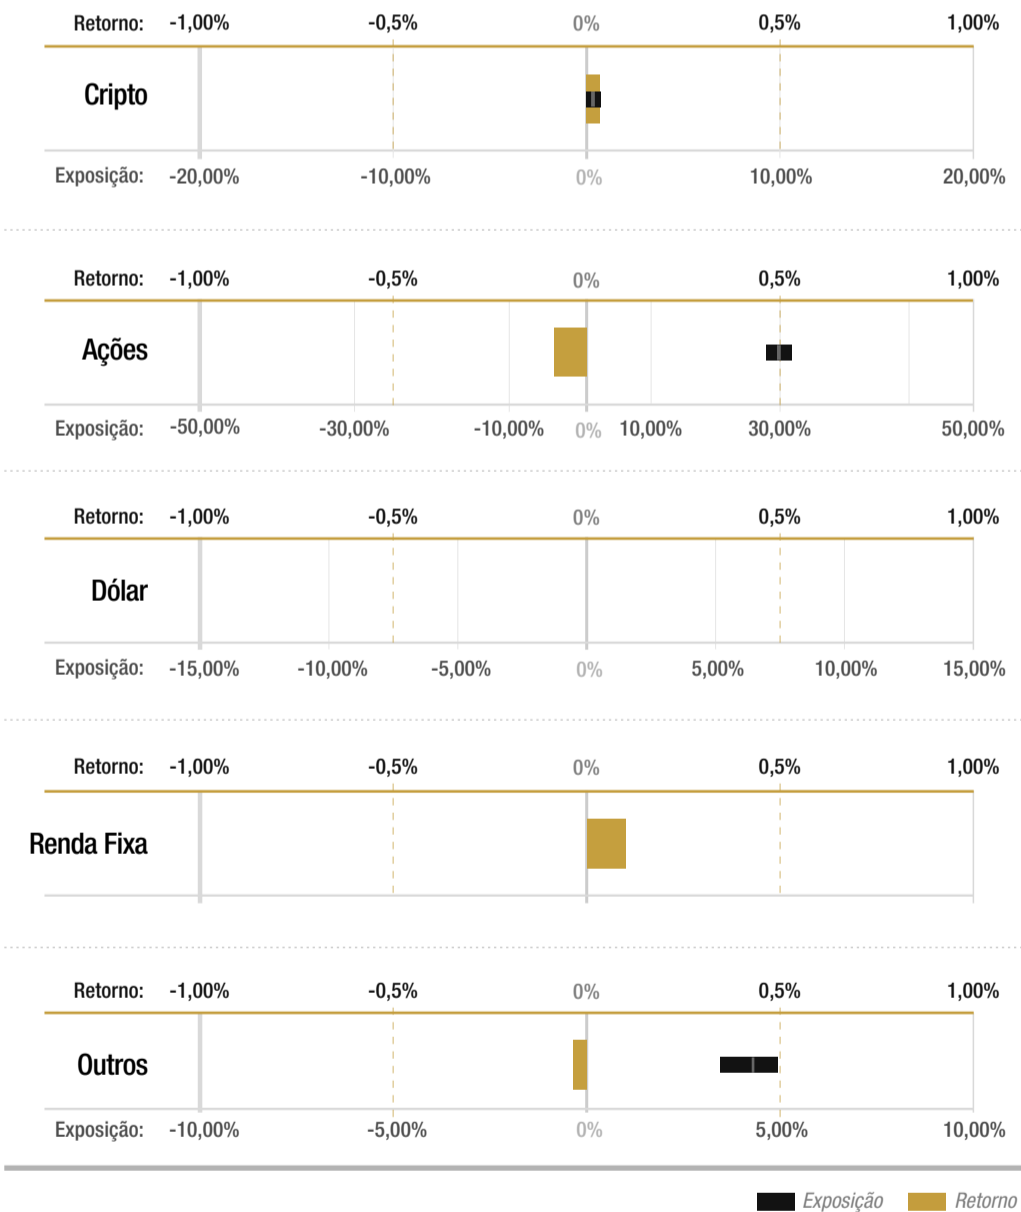 Retorno: -1,00% -0,5% 0% 0,5% 1,00%
Cripto
Exposição: -20,00% -10,00% 0% 10,00% 20,00%
Retorno: -1,00% -0,5% 0% 0,5% 1,00%
Ações
Exposição: -50,00% -30,00% -10,00% 0% 10,00% 30,00% 50,00%
Retorno: -1,00% -0,5% 0% 0,5% 1,00%
Dólar
Exposição: -15,00% -10,00% -5,00% 0% 5,00% 10,00% 15,00%
Retorno: -1,00% -0,5% 0% 0,5% 1,00%
Renda Fixa
Retorno: -1,00% -0,5% 0% 0,5% 1,00%
Outros
Exposição: -10,00% -5,00% 0% 5,00% 10,00%
Exposição Retorno